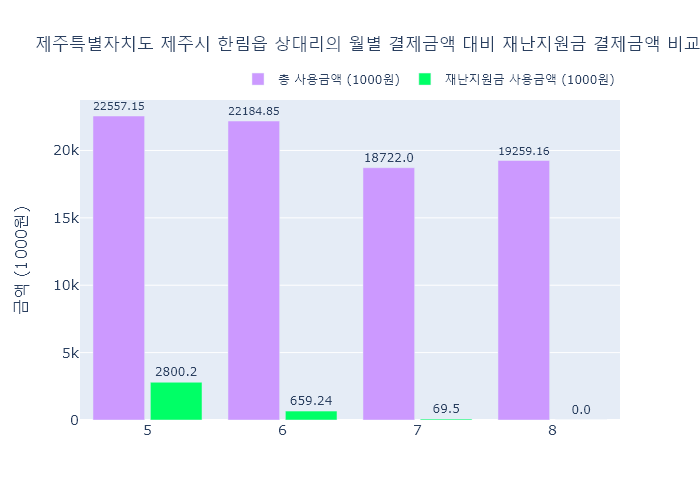 제주특별자치도 제주시 한림읍 상대리의 월별 결제금액 대비 재난지원금 결제금액 비교
총 사용금액 (1000원) 재난지원금 사용금액 (1000원)
22557.15 22184.85 18722.0 19259.16
2800.2 659.24 69.5 0.0
20k
15k
10k
5k
0
금액 (1000원)
5 6 7 8